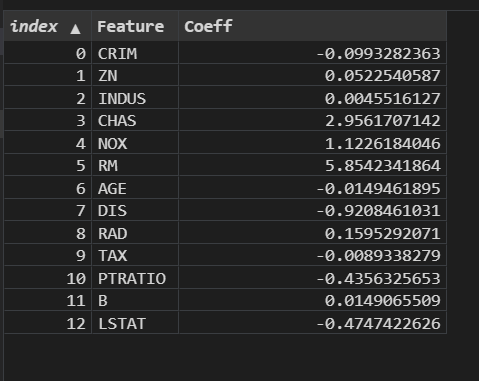 index ▲ Feature Coeff
0 CRIM -0.0993282363
1 ZN 0.0522540587
2 INDUS 0.0045516127
3 CHAS 2.9561707142
4 NOX 1.1226184046
5 RM 5.8542341864
6 AGE -0.0149461895
7 DIS -0.9208461031
8 RAD 0.1595292071
9 TAX -0.0089338279
10 PTRATIO -0.4356325653
11 B 0.0149065509
12 LSTAT -0.4747422626